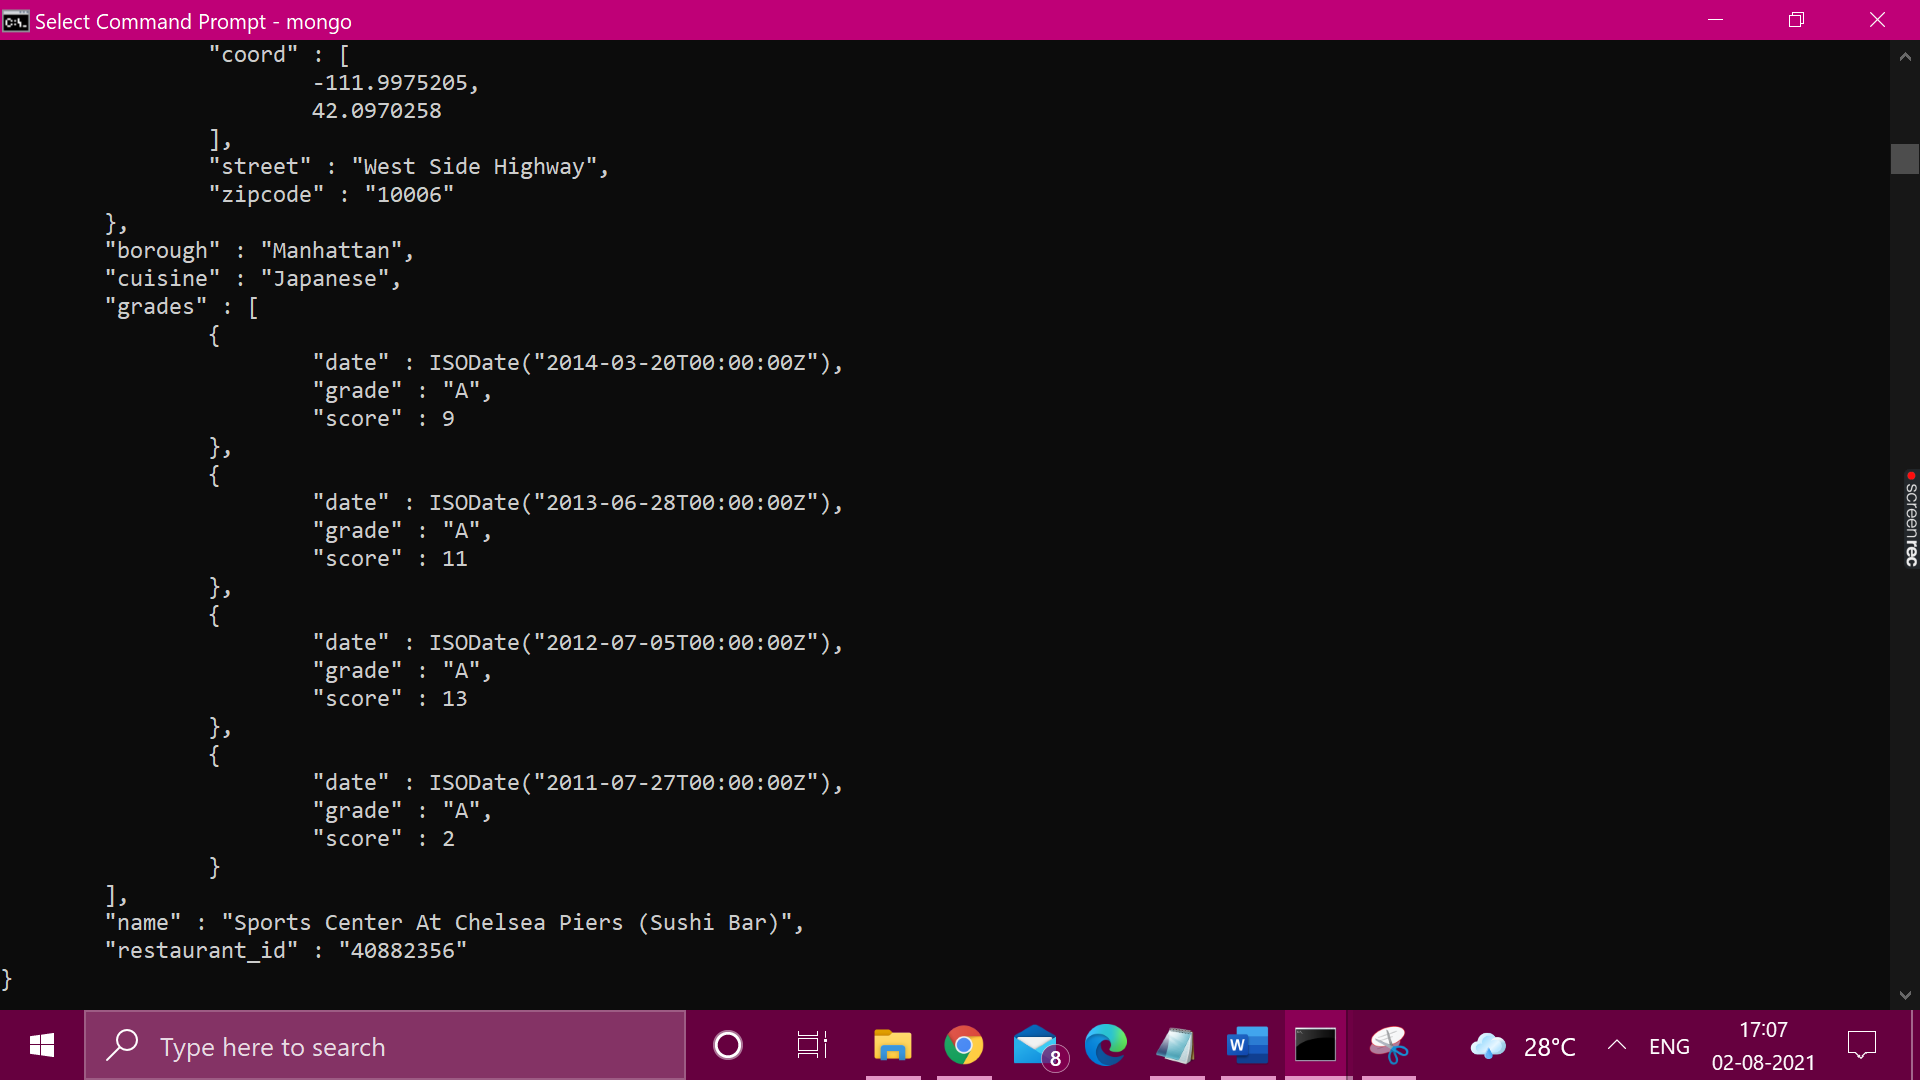 Select Command Prompt - mongo
"coord" : [
-111.9975205,
42.0970258
],
"street" : "West Side Highway",
"zipcode" : "10006"
},
"borough" : "Manhattan",
"cuisine" : "Japanese",
"grades" : [
{
"date" : ISODate("2014-03-20T00:00:00Z"),
"grade" : "A",
"score" : 9
},
{
"date" : ISODate("2013-06-28T00:00:00Z"),
"grade" : "A",
"score" : 11
},
{
"date" : ISODate("2012-07-05T00:00:00Z"),
"grade" : "A",
"score" : 13
},
{
"date" : ISODate("2011-07-27T00:00:00Z"),
"grade" : "A",
"score" : 2
}
],
"name" : "Sports Center At Chelsea Piers (Sushi Bar)",
"restaurant_id" : "40882356"
}
screenrec
Type here to search
8
W
28°C
ENG
17:07
02-08-2021